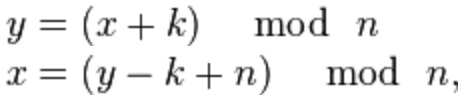 y = (x + k) mod n
x = (y − k + n) mod n,